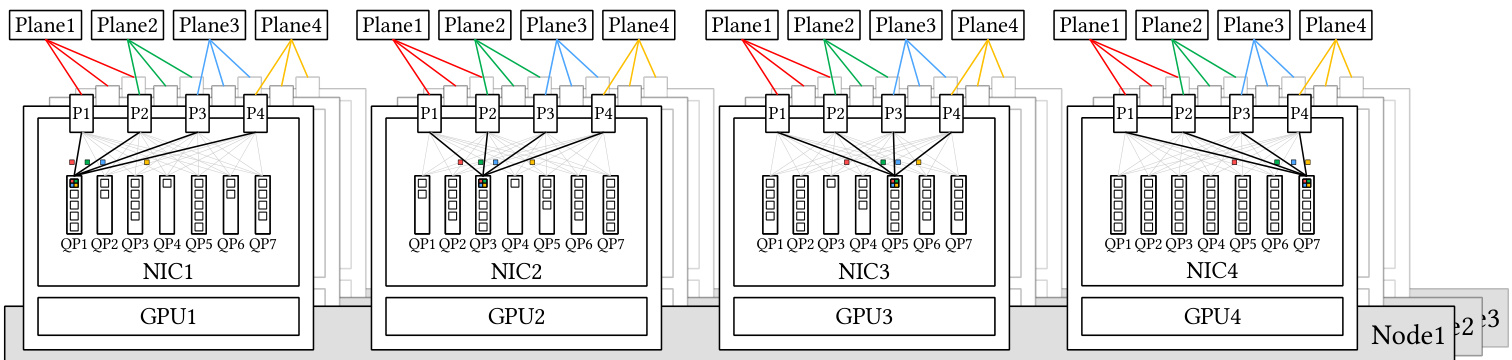 Plane1 Plane2 Plane3 Plane4 Plane1 Plane2 Plane3 Plane4 Plane1 Plane2 Plane3 Plane4 Plane1 Plane2 Plane3 Plane4
P1 P2 P3 P4 P1 P2 P3 P4 P1 P2 P3 P4 P1 P2 P3 P4
QP1 QP2 QP3 QP4 QP5 QP6 QP7 QP1 QP2 QP3 QP4 QP5 QP6 QP7 QP1 QP2 QP3 QP4 QP5 QP6 QP7 QP1 QP2 QP3 QP4 QP5 QP6 QP7
NIC1 NIC2 NIC3 NIC4
GPU1 GPU2 GPU3 GPU4
Node1 e2 e3